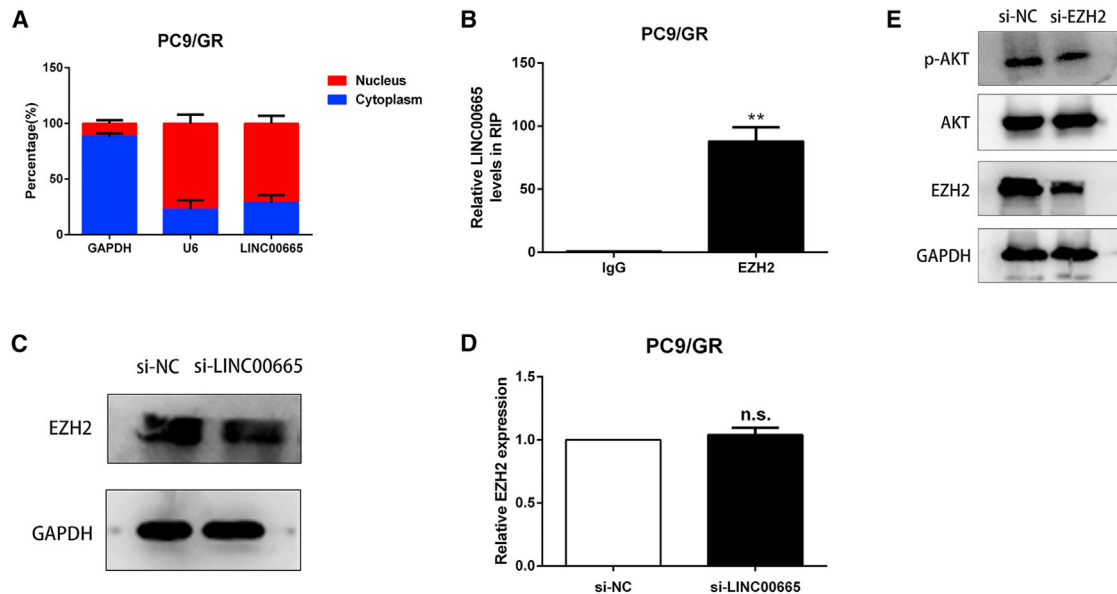 A
PC9/GR
Percentage(%)
150
100
50
0
GAPDH U6 LINC00665
Nucleus
Cytoplasm
B
PC9/GR
Relative LINC00665
levels in RIP
150
100
50
0
**
IgG EZH2
E
si-NC si-EZH2
p-AKT
AKT
EZH2
GAPDH
C
si-NC si-LINC00665
EZH2
GAPDH
D
PC9/GR
Relative EZH2 expression
1.5
1.0
0.5
0.0
n.s.
si-NC si-LINC00665